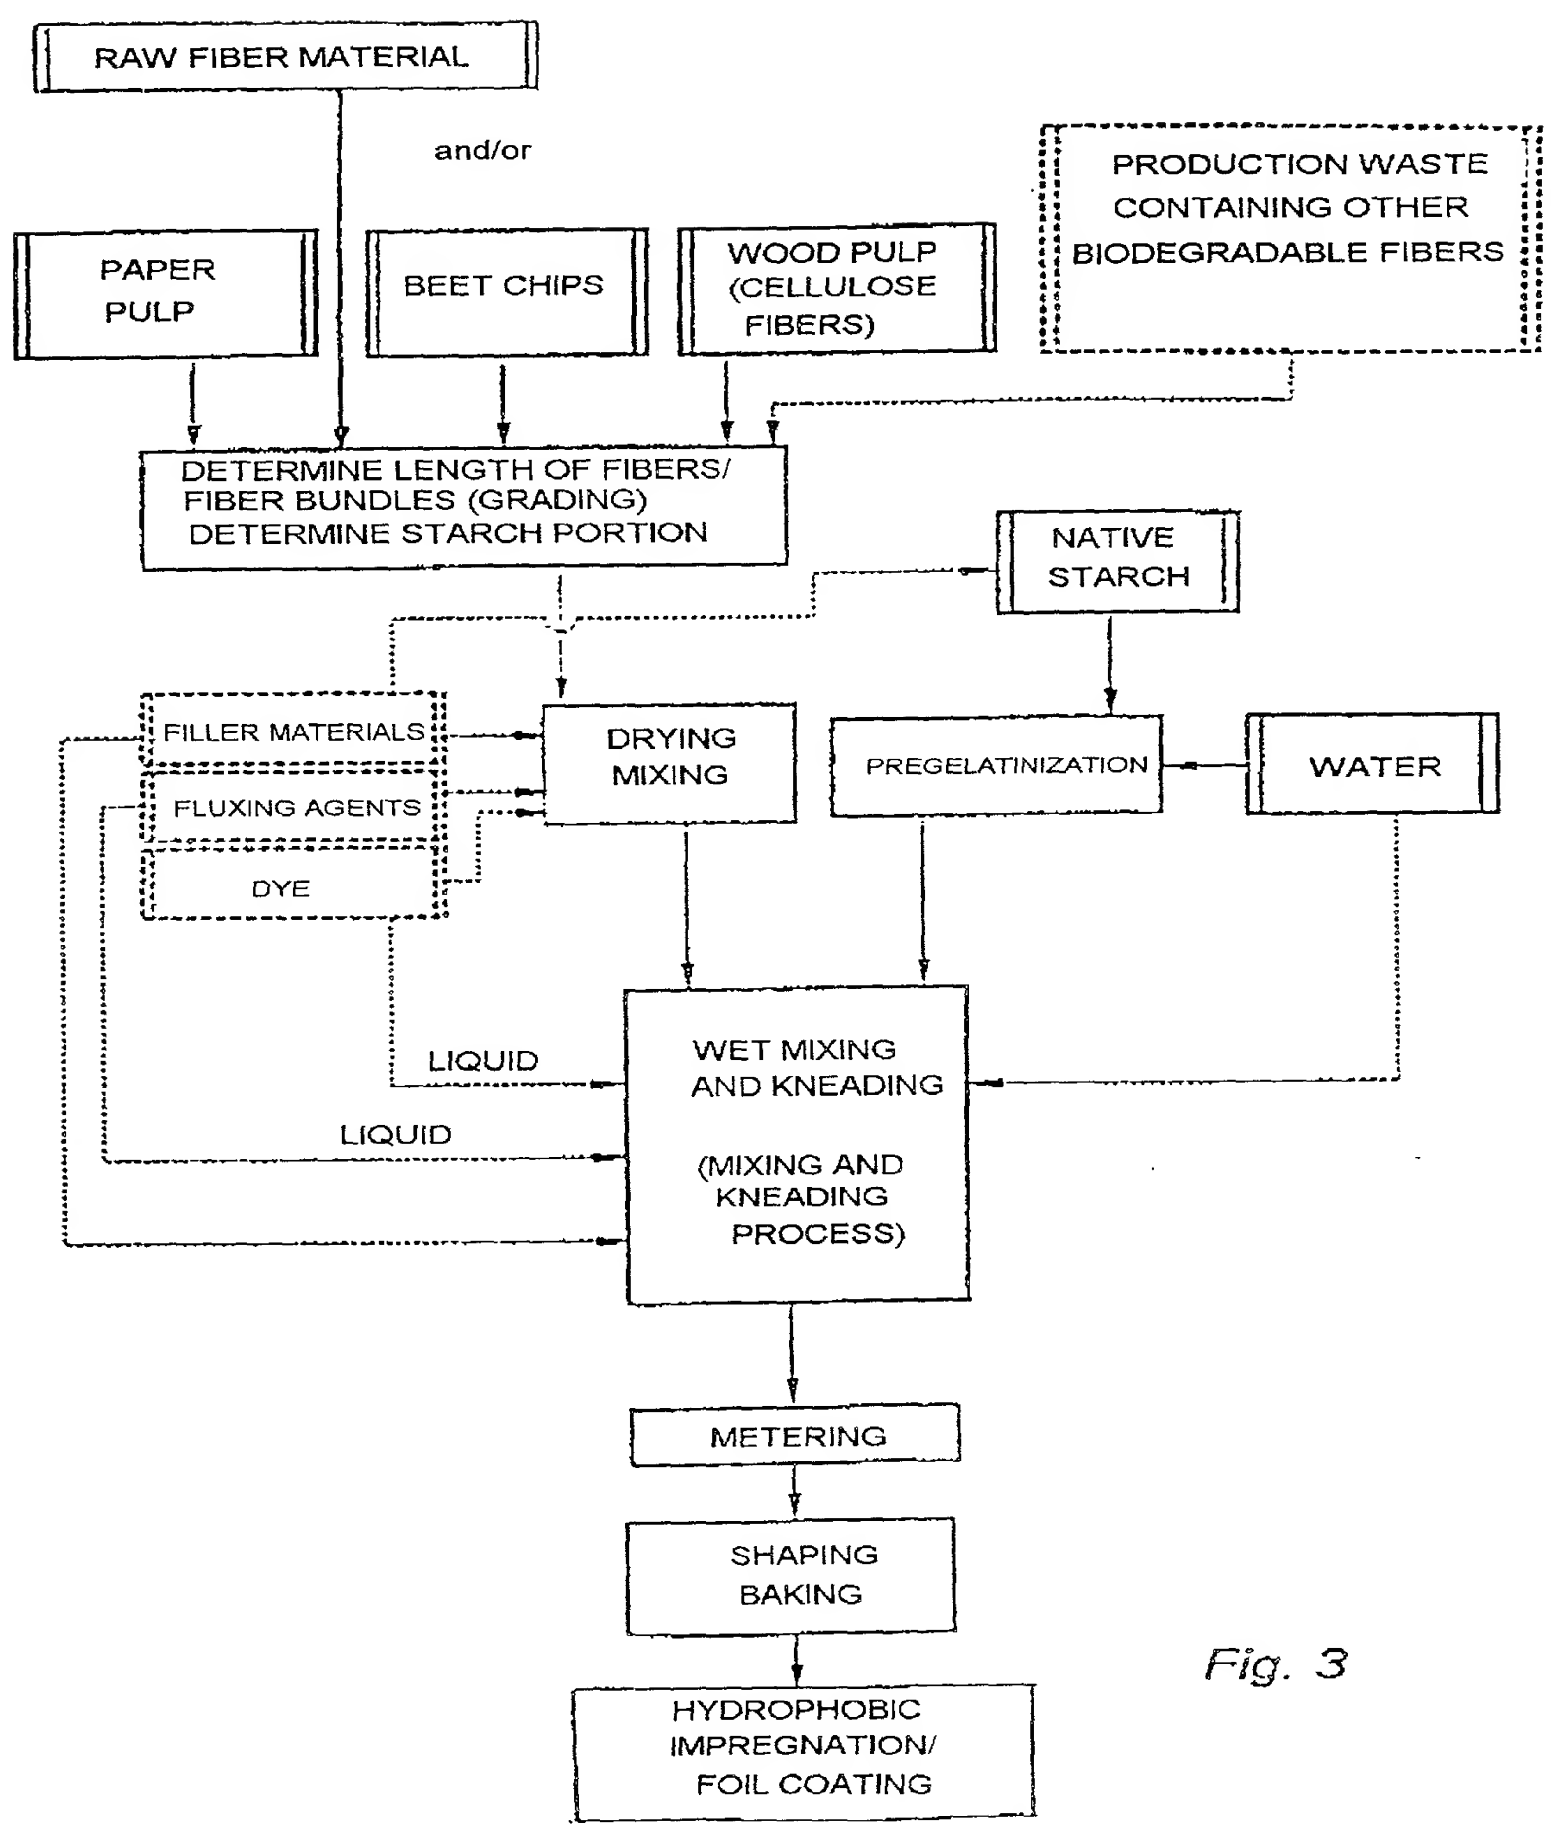 RAW FIBER MATERIAL
and/or
PRODUCTION WASTE
CONTAINING OTHER
BIODEGRADABLE FIBERS
PAPER
PULP
BEET CHIPS
WOOD PULP
(CELLULOSE
FIBERS)
DETERMINE LENGTH OF FIBERS/
FIBER BUNDLES (GRADING)
DETERMINE STARCH PORTION
NATIVE
STARCH
FILLER MATERIALS
FLUXING AGENTS
DYE
DRYING
MIXING
PREGELATINIZATION
WATER
LIQUID
LIQUID
WET MIXING
AND KNEADING
(MIXING AND
KNEADING
PROCESS)
METERING
SHAPING
BAKING
HYDROPHOBIC
IMPREGNATION/
FOIL COATING
Fig. 3